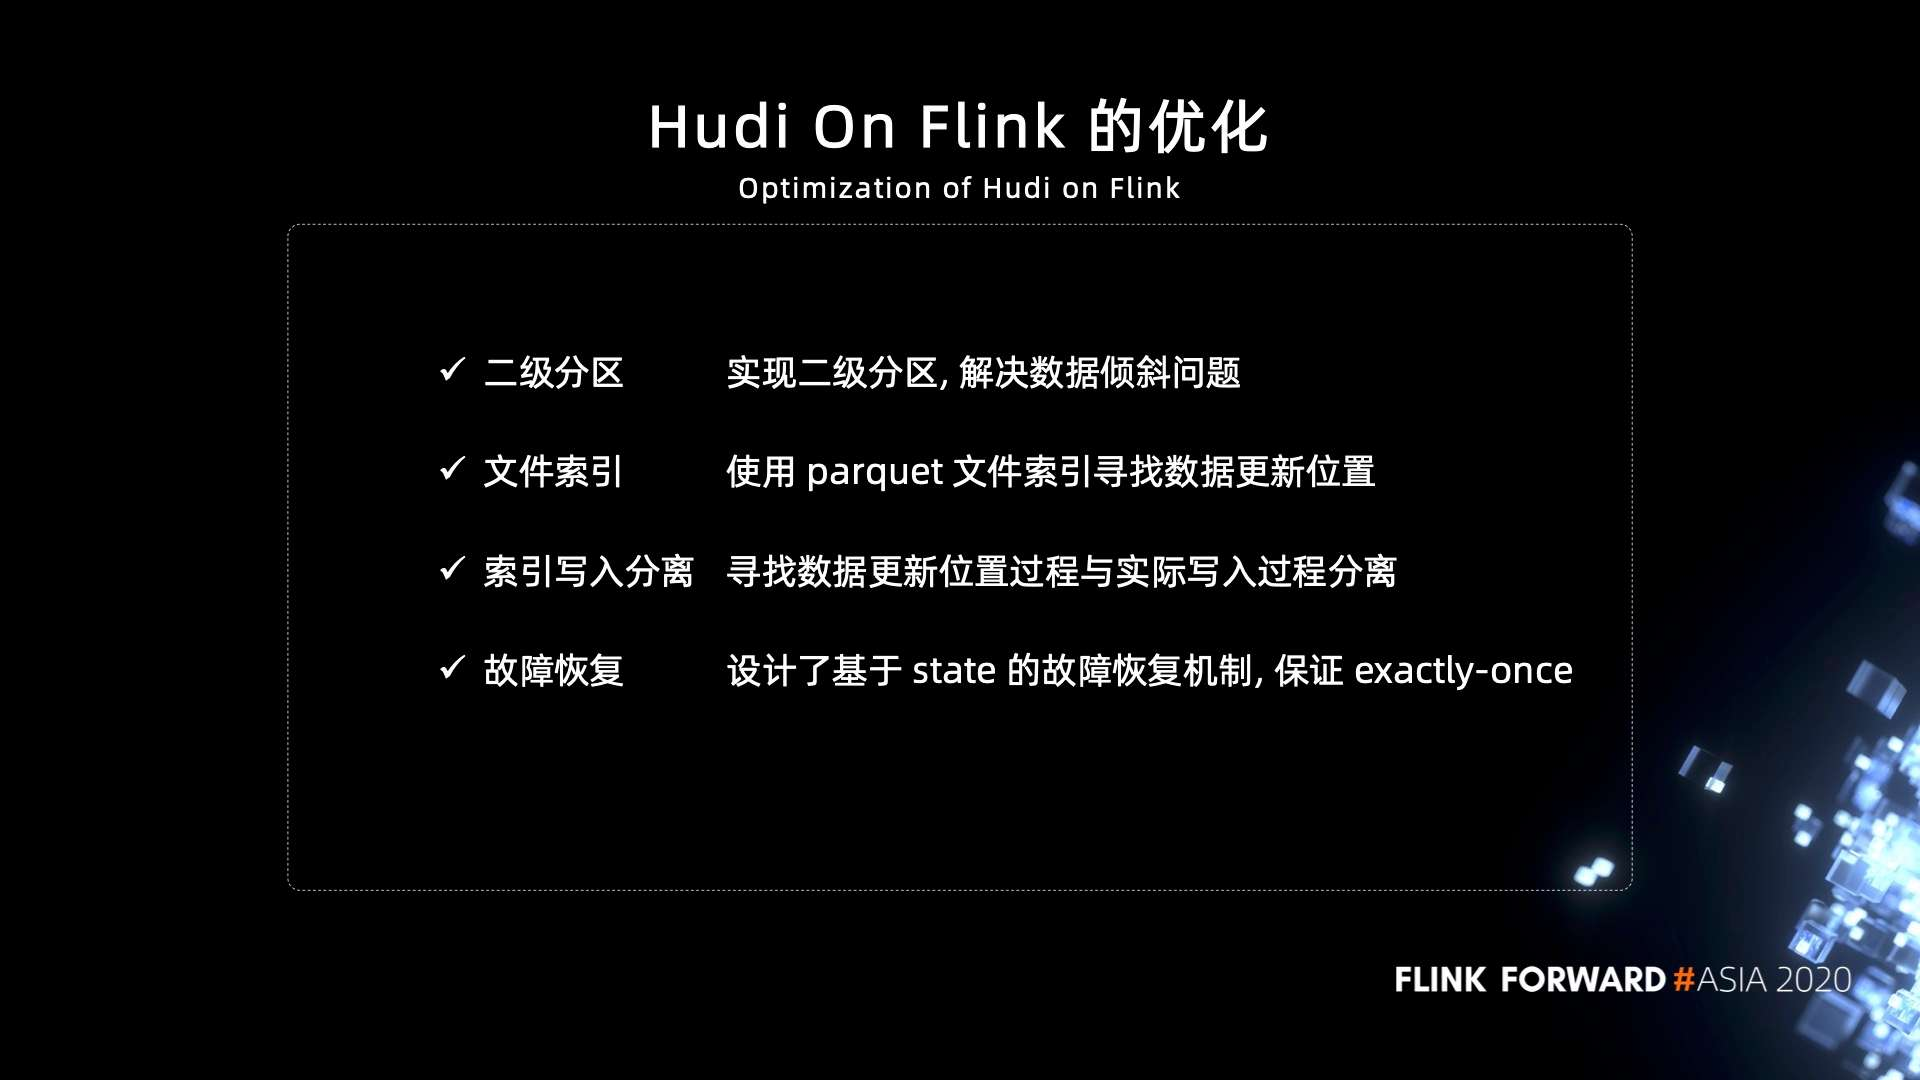 Hudi On Flink 的优化
Optimization of Hudi on Flink
✓ 二级分区 实现二级分区, 解决数据倾斜问题
✓ 文件索引 使用 parquet 文件索引寻找数据更新位置
✓ 索引写入分离 寻找数据更新位置过程与实际写入过程分离
✓ 故障恢复 设计了基于 state 的故障恢复机制, 保证 exactly-once
FLINK FORWARD #ASIA 2020